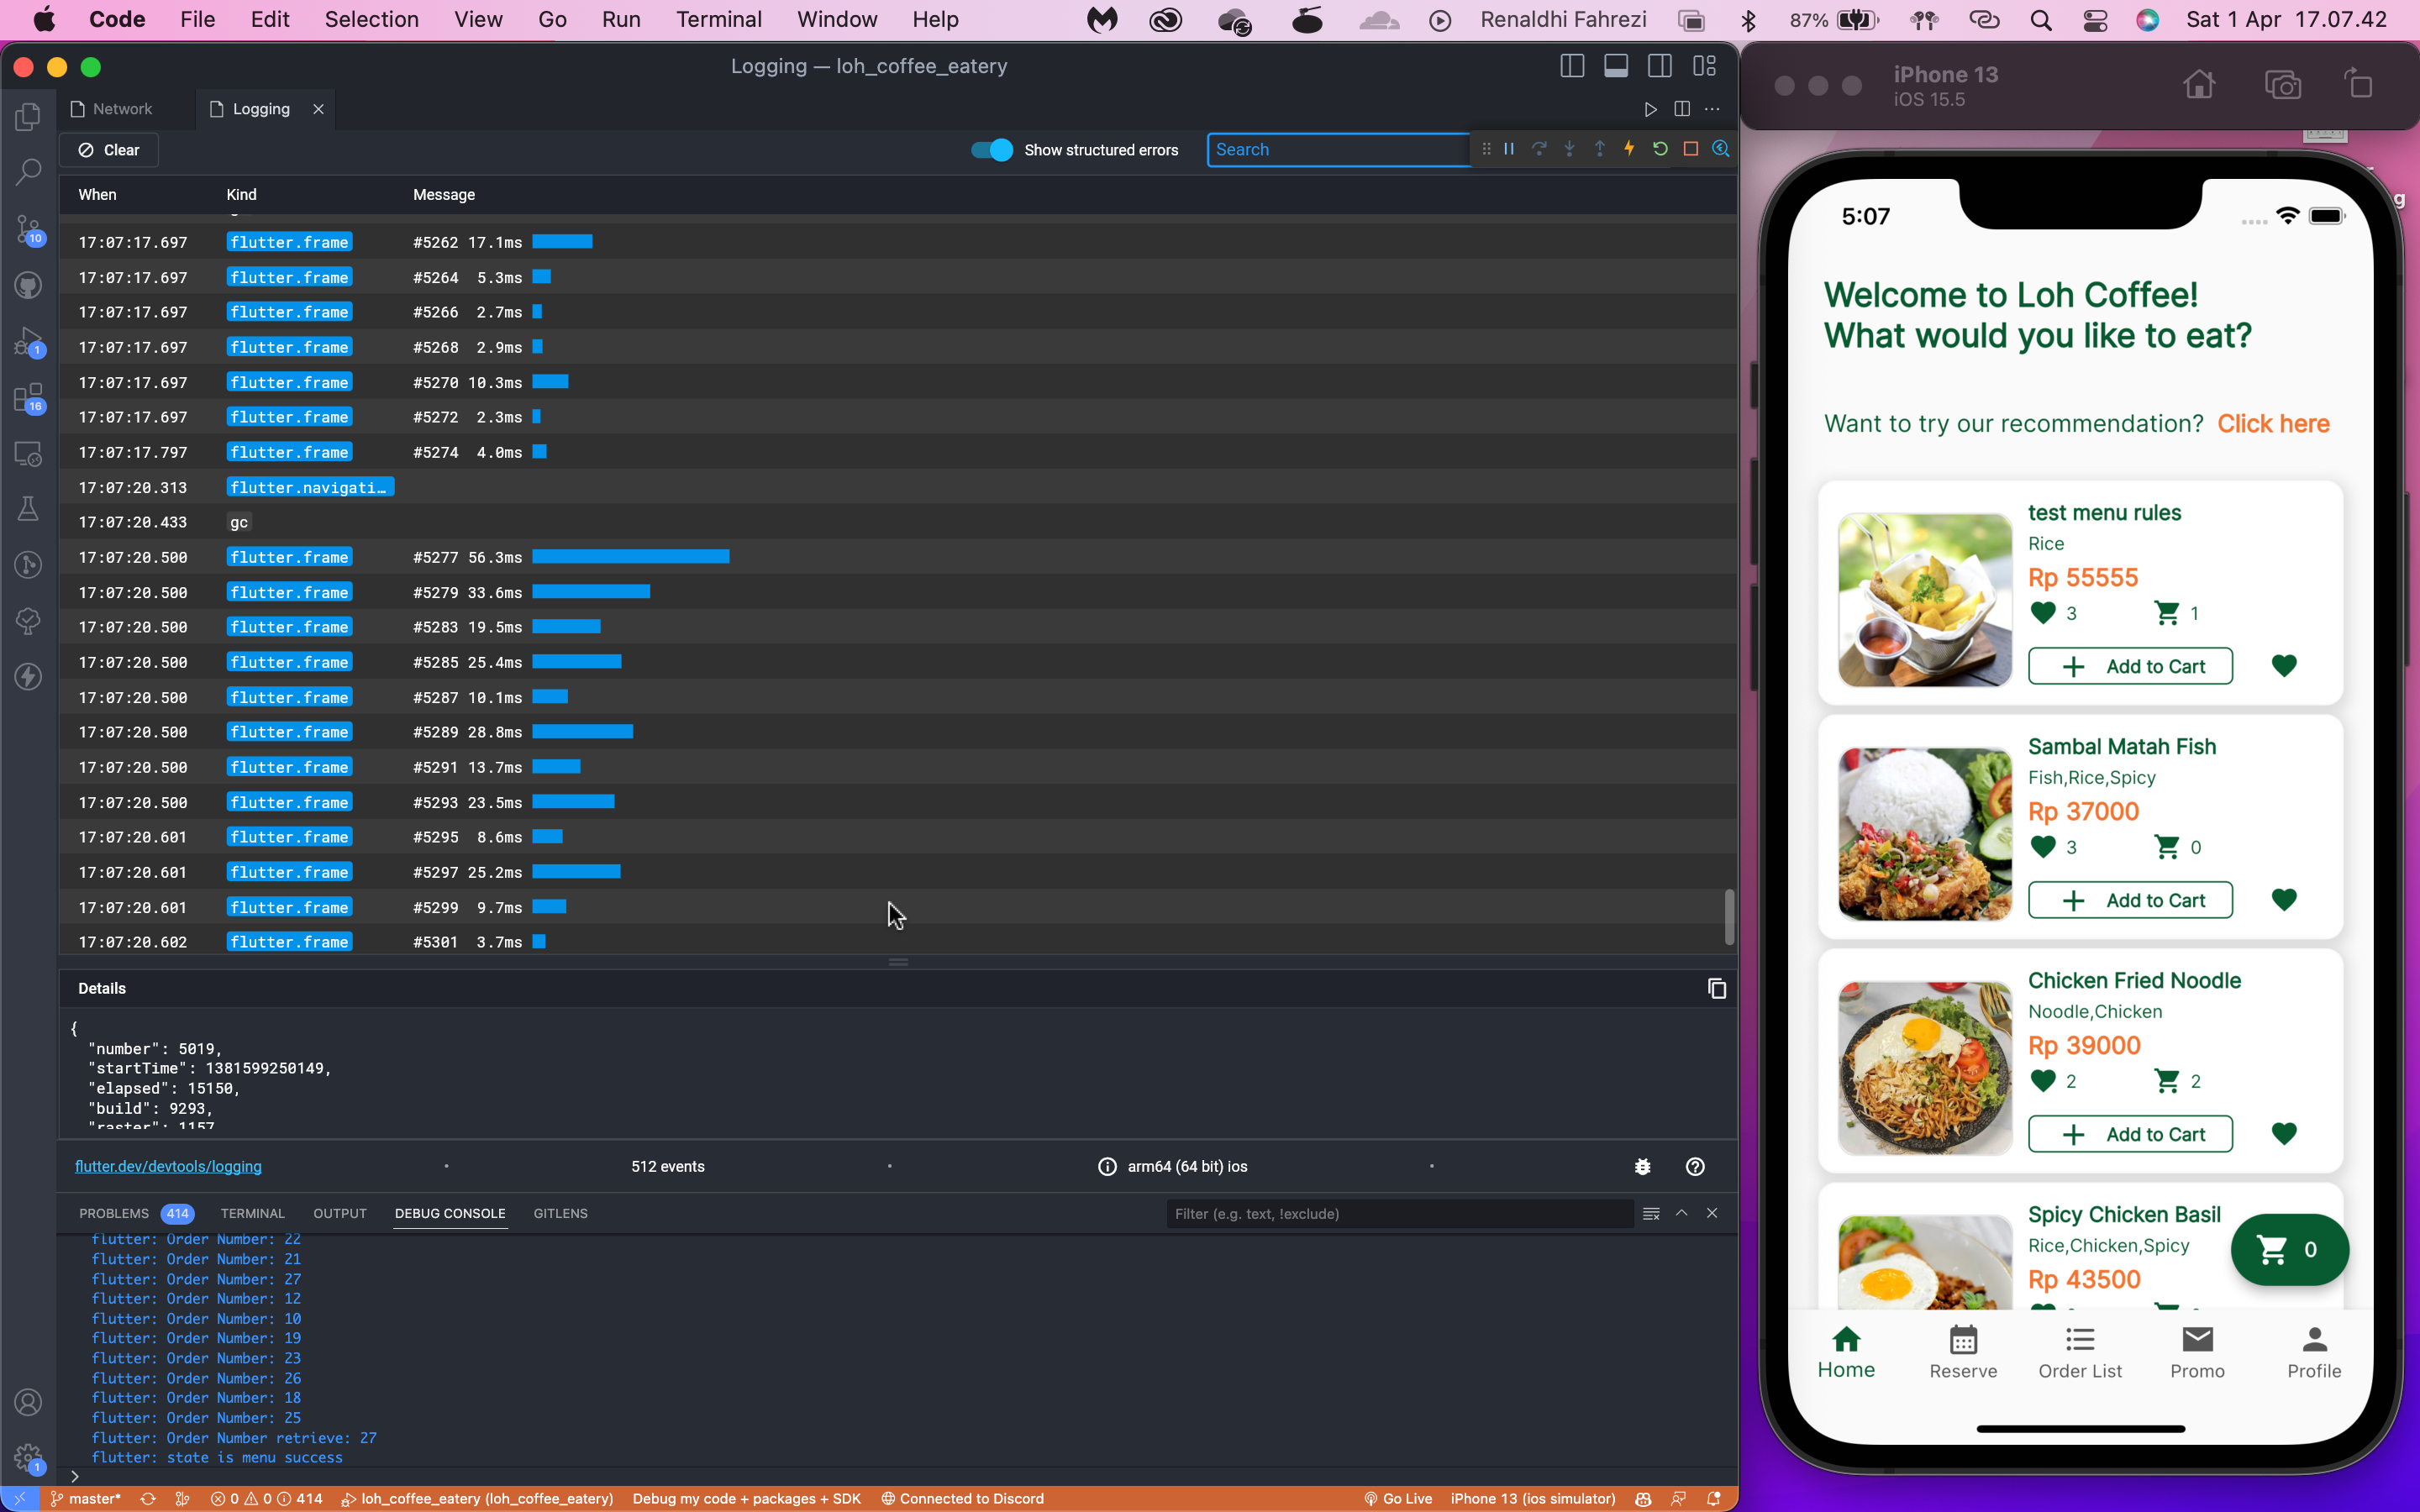 Code File Edit Selection View Go Run Terminal Window Help Renaldhi Fahrezi 87% Sat 1 Apr 17.07.42
Logging — loh_coffee_eatery
Network Logging
Clear Show structured errors Search
When Kind Message
17:07:17.697 flutter.frame #5262 17.1ms
17:07:17.697 flutter.frame #5264 5.3ms
17:07:17.697 flutter.frame #5266 2.7ms
17:07:17.697 flutter.frame #5268 2.9ms
17:07:17.697 flutter.frame #5270 10.3ms
17:07:17.697 flutter.frame #5272 2.3ms
17:07:17.797 flutter.frame #5274 4.0ms
17:07:20.313 flutter.navigati…
17:07:20.433 gc
17:07:20.500 flutter.frame #5277 56.3ms
17:07:20.500 flutter.frame #5279 33.6ms
17:07:20.500 flutter.frame #5283 19.5ms
17:07:20.500 flutter.frame #5285 25.4ms
17:07:20.500 flutter.frame #5287 10.1ms
17:07:20.500 flutter.frame #5289 28.8ms
17:07:20.500 flutter.frame #5291 13.7ms
17:07:20.500 flutter.frame #5293 23.5ms
17:07:20.601 flutter.frame #5295 8.6ms
17:07:20.601 flutter.frame #5297 25.2ms
17:07:20.601 flutter.frame #5299 9.7ms
17:07:20.602 flutter.frame #5301 3.7ms
10
1
16
1
Details
{
"number": 5019,
"startTime": 1381599250149,
"elapsed": 15150,
"build": 9293,
"raster": 1157
flutter.dev/devtools/logging • 512 events • arm64 (64 bit) ios •
PROBLEMS 414 TERMINAL OUTPUT DEBUG CONSOLE GITLENS Filter (e.g. text, !exclude)
flutter: Order Number: 22
flutter: Order Number: 21
flutter: Order Number: 27
flutter: Order Number: 12
flutter: Order Number: 10
flutter: Order Number: 19
flutter: Order Number: 23
flutter: Order Number: 26
flutter: Order Number: 18
flutter: Order Number: 25
flutter: Order Number retrieve: 27
flutter: state is menu success
master* 0 0 414 loh_coffee_eatery (loh_coffee_eatery) Debug my code + packages + SDK Connected to Discord Go Live iPhone 13 (ios simulator)
iPhone 13
iOS 15.5
g
5:07
Welcome to Loh Coffee!
What would you like to eat?
Want to try our recommendation? Click here
test menu rules
Rice
Rp 55555
3 1
+ Add to Cart
Sambal Matah Fish
Fish,Rice,Spicy
Rp 37000
3 0
+ Add to Cart
Chicken Fried Noodle
Noodle,Chicken
Rp 39000
2 2
+ Add to Cart
Spicy Chicken Basil
Rice,Chicken,Spicy
Rp 43500
0
Home Reserve Order List Promo Profile